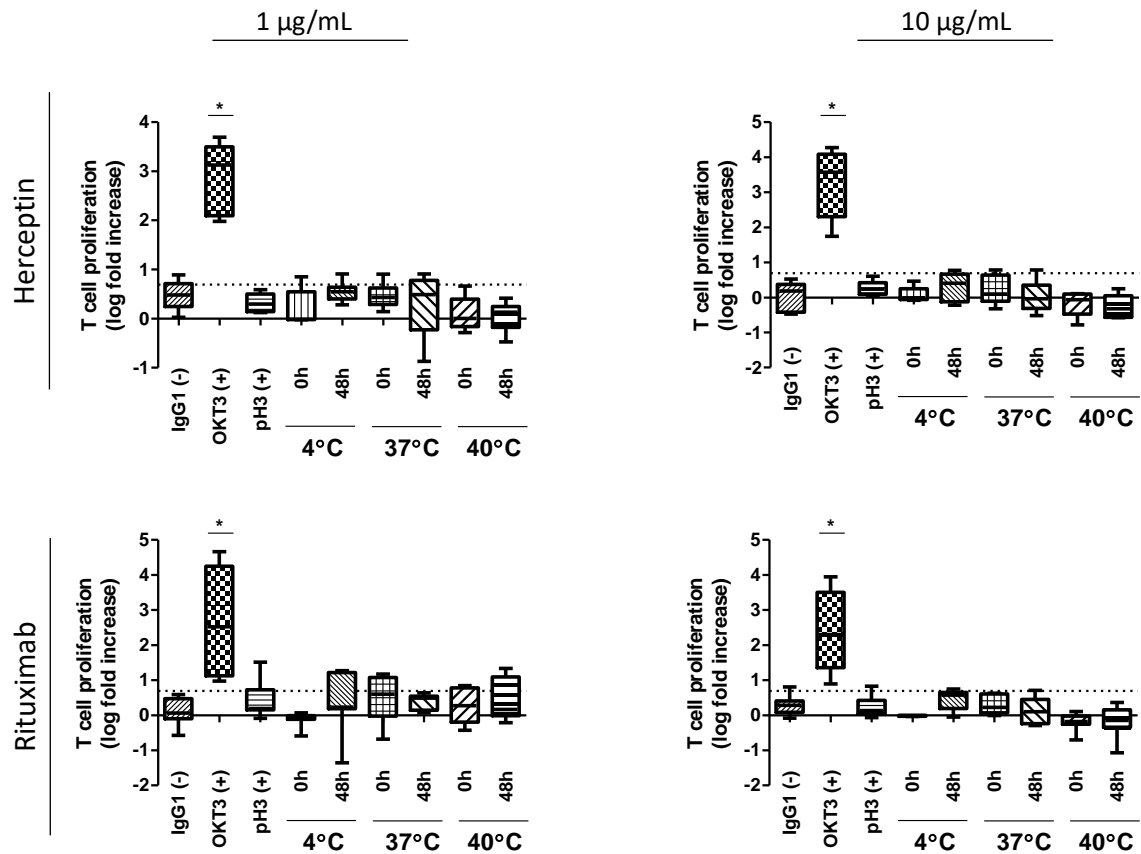 1 µg/mL
10 µg/mL
Herceptin
T cell proliferation
(log fold increase)
*
4
3
2
1
0
-1
IgG1 (-)
OKT3 (+)
pH3 (+)
0h
48h
0h
48h
0h
48h
4°C
37°C
40°C
T cell proliferation
(log fold increase)
*
5
4
3
2
1
0
-1
-2
IgG1 (-)
OKT3 (+)
pH3 (+)
0h
48h
0h
48h
0h
48h
4°C
37°C
40°C
Rituximab
T cell proliferation
(log fold increase)
*
5
4
3
2
1
0
-1
-2
IgG1 (-)
OKT3 (+)
pH3 (+)
0h
48h
0h
48h
0h
48h
4°C
37°C
40°C
T cell proliferation
(log fold increase)
*
5
4
3
2
1
0
-1
-2
IgG1 (-)
OKT3 (+)
pH3 (+)
0h
48h
0h
48h
0h
48h
4°C
37°C
40°C